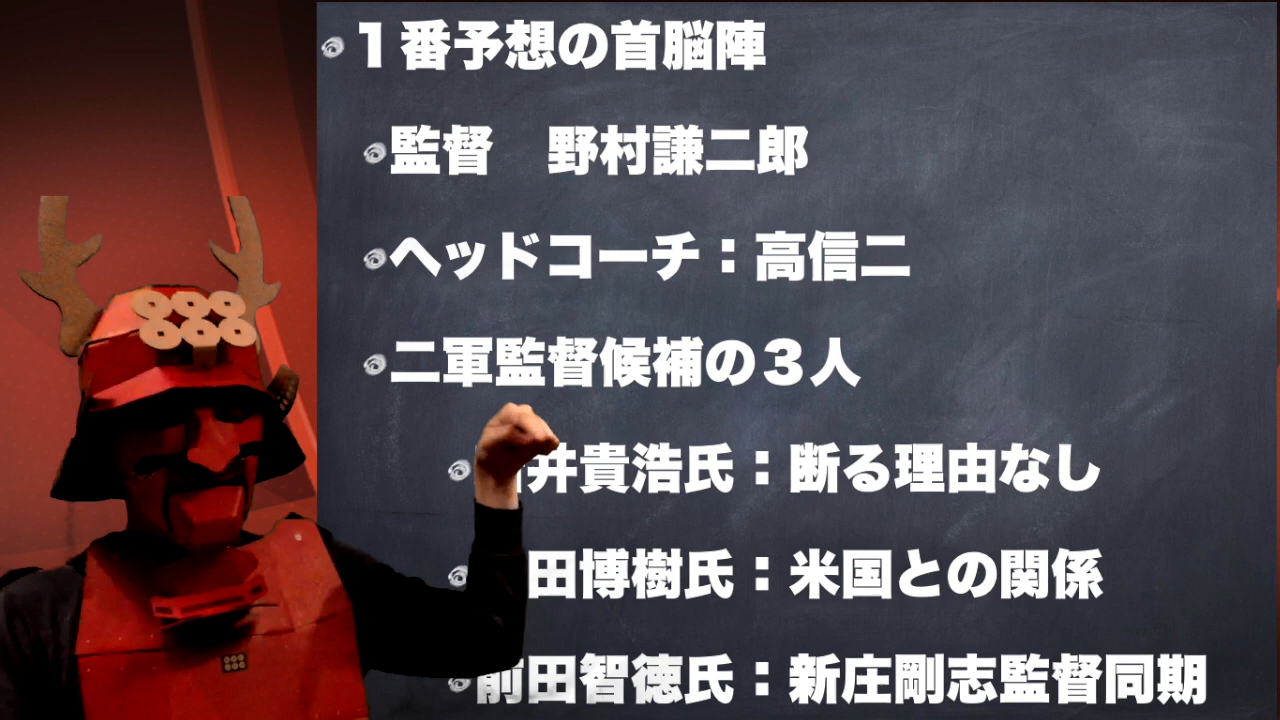 １番予想の首脳陣
監督　野村謙二郎
ヘッドコーチ：高信二
二軍監督候補の３人
井貴浩氏：断る理由なし
田博樹氏：米国との関係
前田智徳氏：新庄剛志監督同期